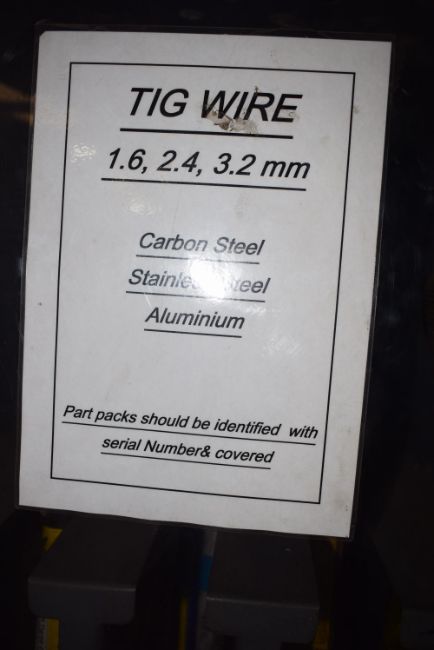 TIG WIRE
1.6, 2.4, 3.2 mm
Carbon Steel
Stainless Steel
Aluminium
Part packs should be identified with
serial Number& covered